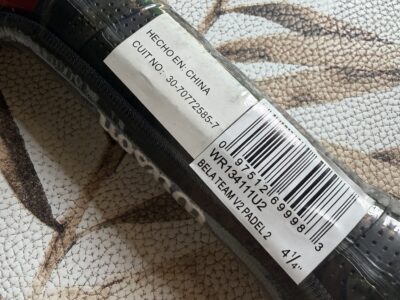 HECHO EN: CHINA
CUIT NO.: 30-70772585-7
0 97512 69998 3
WR134111U2
BELA TEAM V2 PADEL 2
4 1/4"